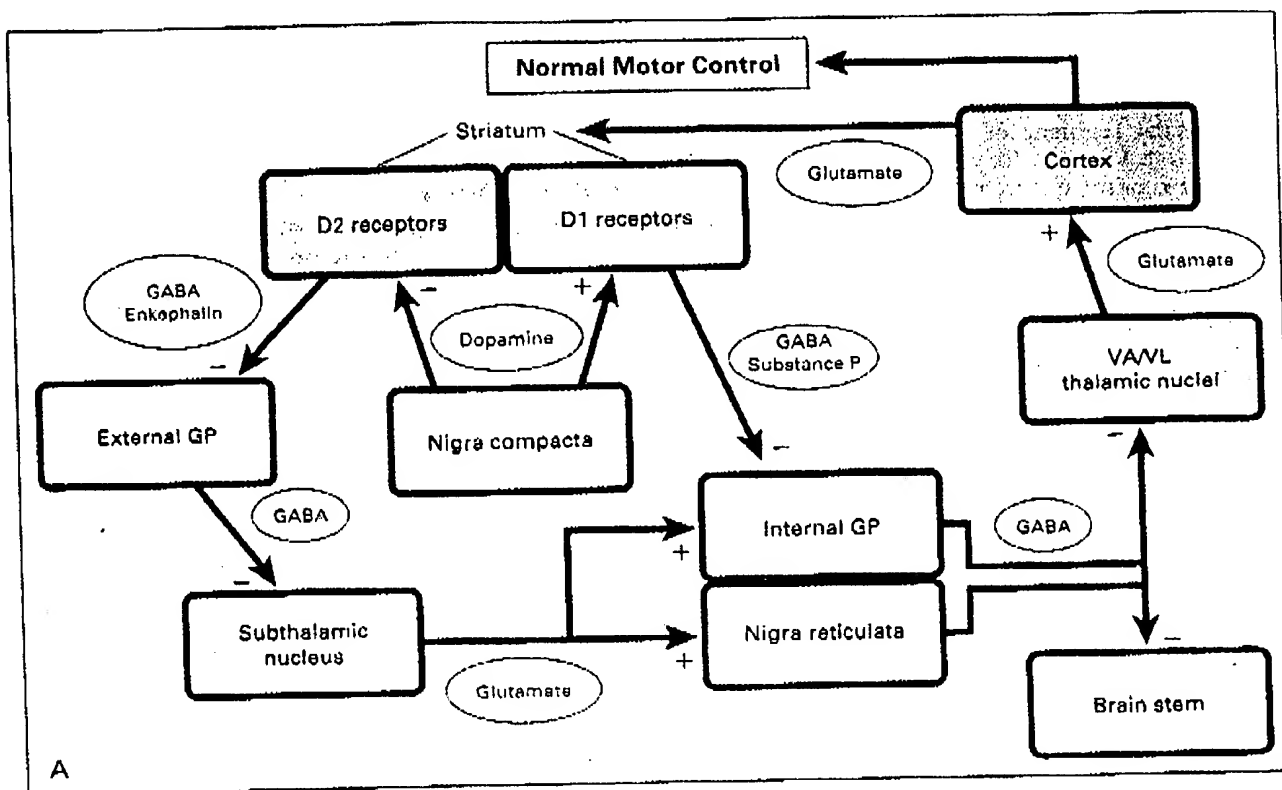 Normal Motor Control
Striatum
Glutamate
Cortex
D2 receptors
D1 receptors
+
Glutamate
GABA
Enkephalin
-
+
Dopamine
GABA
Substance P
VA/VL
thalamic nuclei
-
External GP
Nigra compacta
-
-
GABA
Internal GP
GABA
+
-
Subthalamic
nucleus
Nigra reticulata
+
-
Glutamate
Brain stem
A